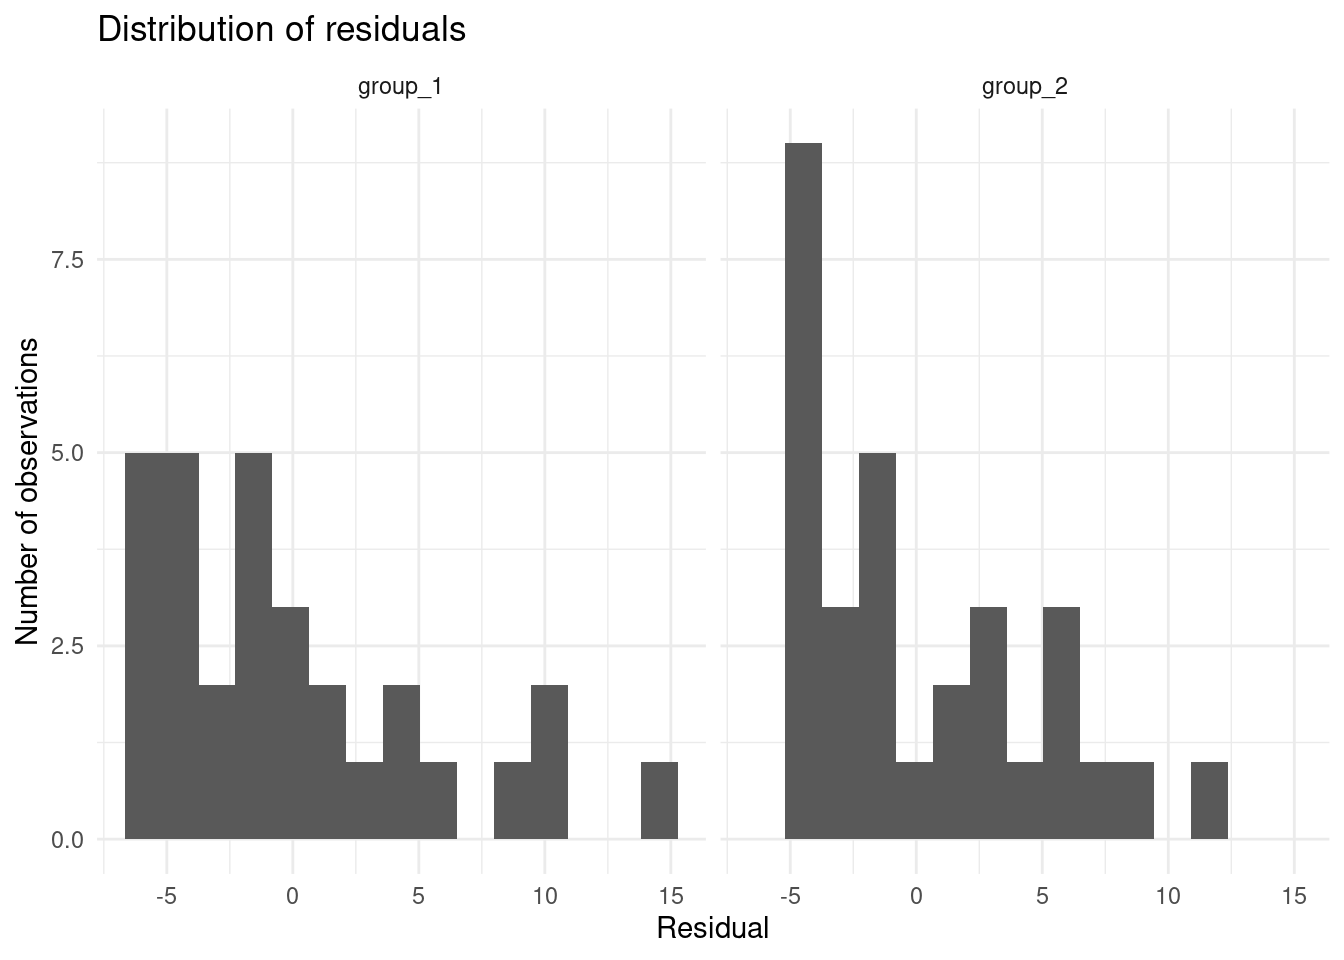 Distribution of residuals
group_1
group_2
Number of observations
7.5
5.0
2.5
0.0
-5 0 5 10 15
-5 0 5 10 15
Residual